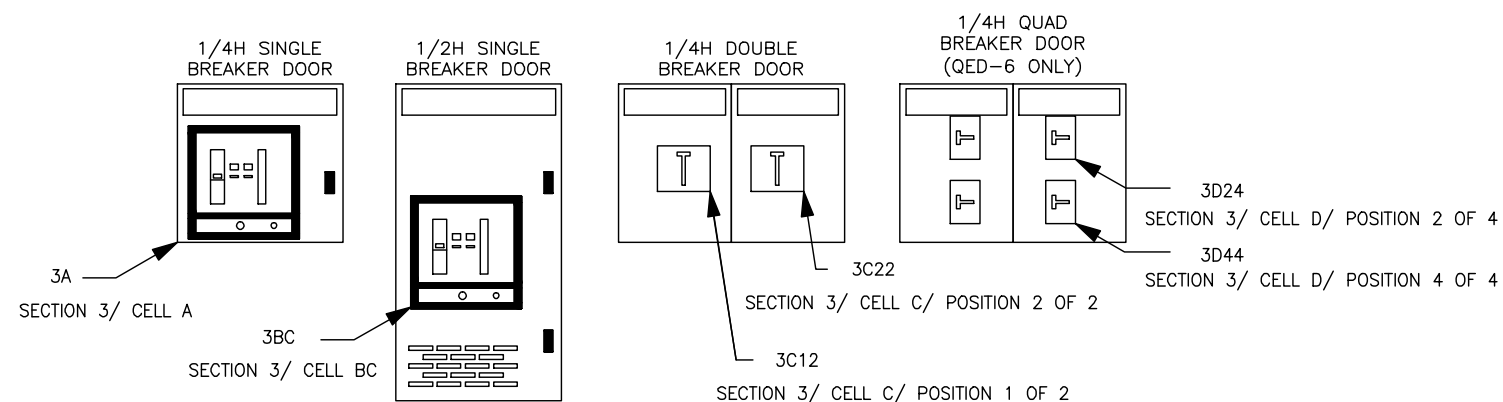 1/4H SINGLE
BREAKER DOOR
1/2H SINGLE
BREAKER DOOR
1/4H DOUBLE
BREAKER DOOR
1/4H QUAD
BREAKER DOOR
(QED-6 ONLY)
3A
SECTION 3/ CELL A
3BC
SECTION 3/ CELL BC
3C22
SECTION 3/ CELL C/ POSITION 2 OF 2
3C12
SECTION 3/ CELL C/ POSITION 1 OF 2
3D24
SECTION 3/ CELL D/ POSITION 2 OF 4
3D44
SECTION 3/ CELL D/ POSITION 4 OF 4